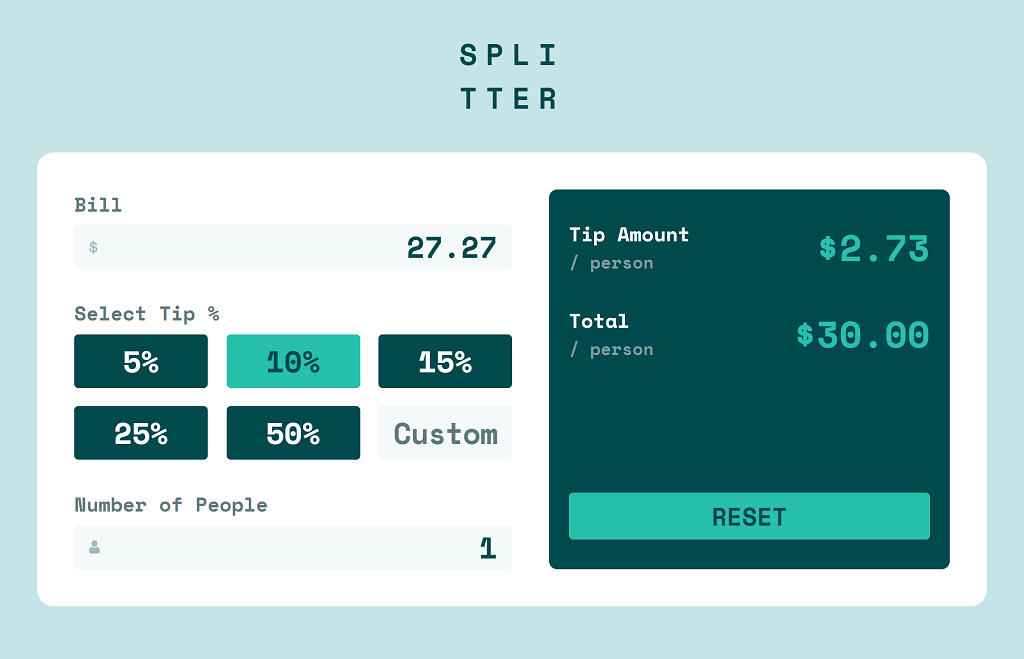 SPLI
TTER
Bill
$
27.27
Select Tip %
5%
10%
15%
25%
50%
Custom
Number of People
1
Tip Amount
/ person
$2.73
Total
/ person
$30.00
RESET